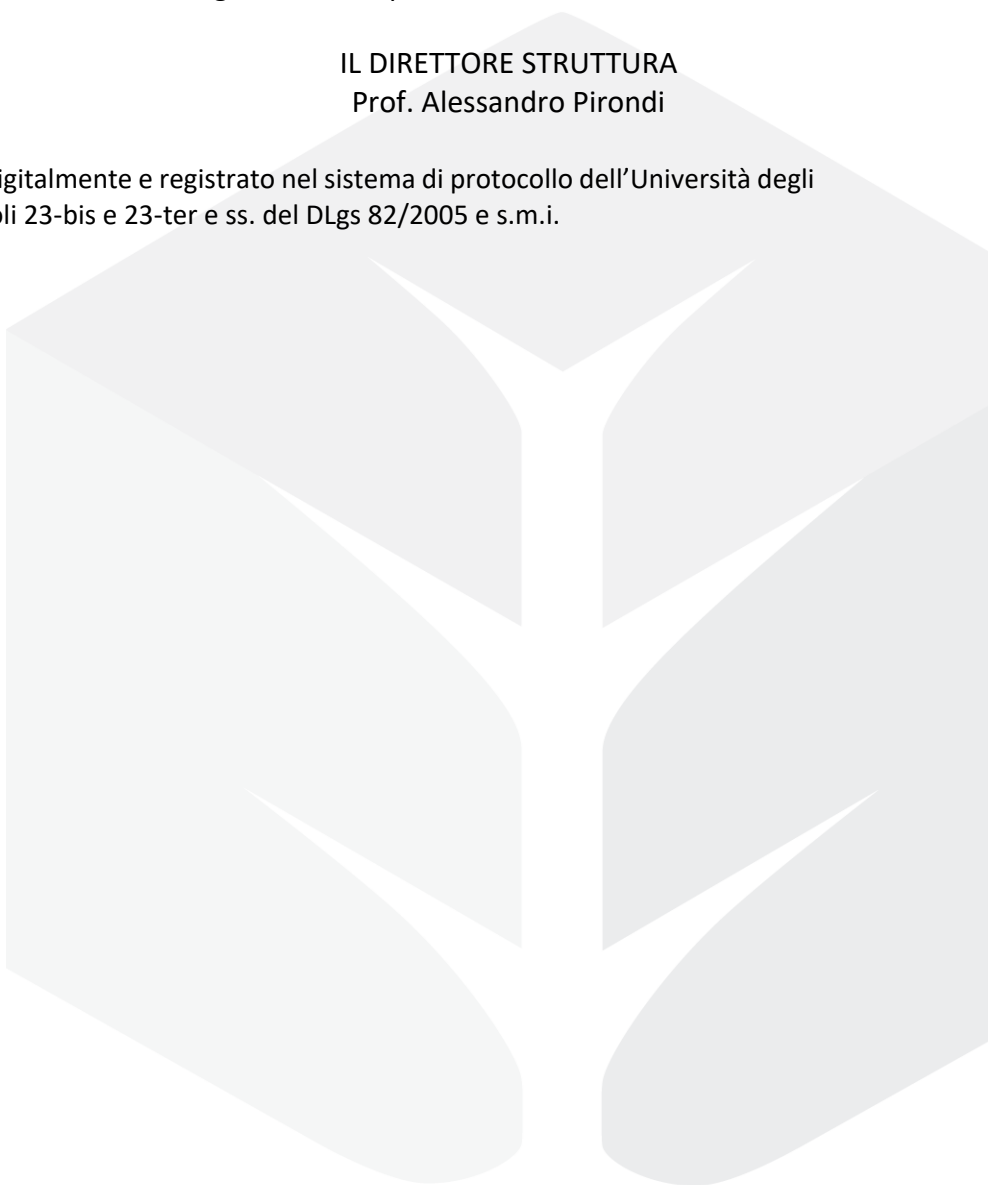 IL DIRETTORE STRUTTURA
Prof. Alessandro Pirondi
igitalmente e registrato nel sistema di protocollo dell’Università degli
li 23-bis e 23-ter e ss. del DLgs 82/2005 e s.m.i.